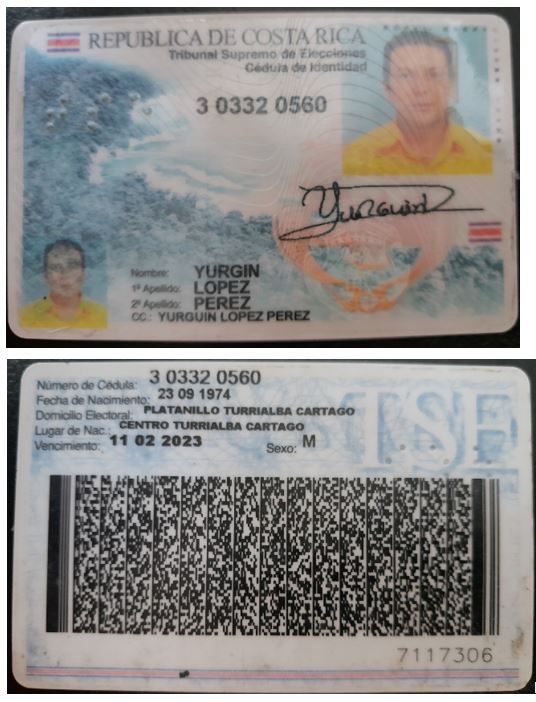 REPUBLICA DE COSTA RICA
Tribunal Supremo de Elecciones
Cédula de Identidad
3 0332 0560
Yurguin
Nombre: YURGIN
1º Apellido: LOPEZ
2º Apellido: PEREZ
CC.: YURGUIN LOPEZ PEREZ
Número de Cédula: 3 0332 0560
Fecha de Nacimiento: 23 09 1974
Domicilio Electoral: PLATANILLO TURRIALBA CARTAGO
Lugar de Nac.: CENTRO TURRIALBA CARTAGO
Vencimiento: 11 02 2023 Sexo: M
TSE
7117306